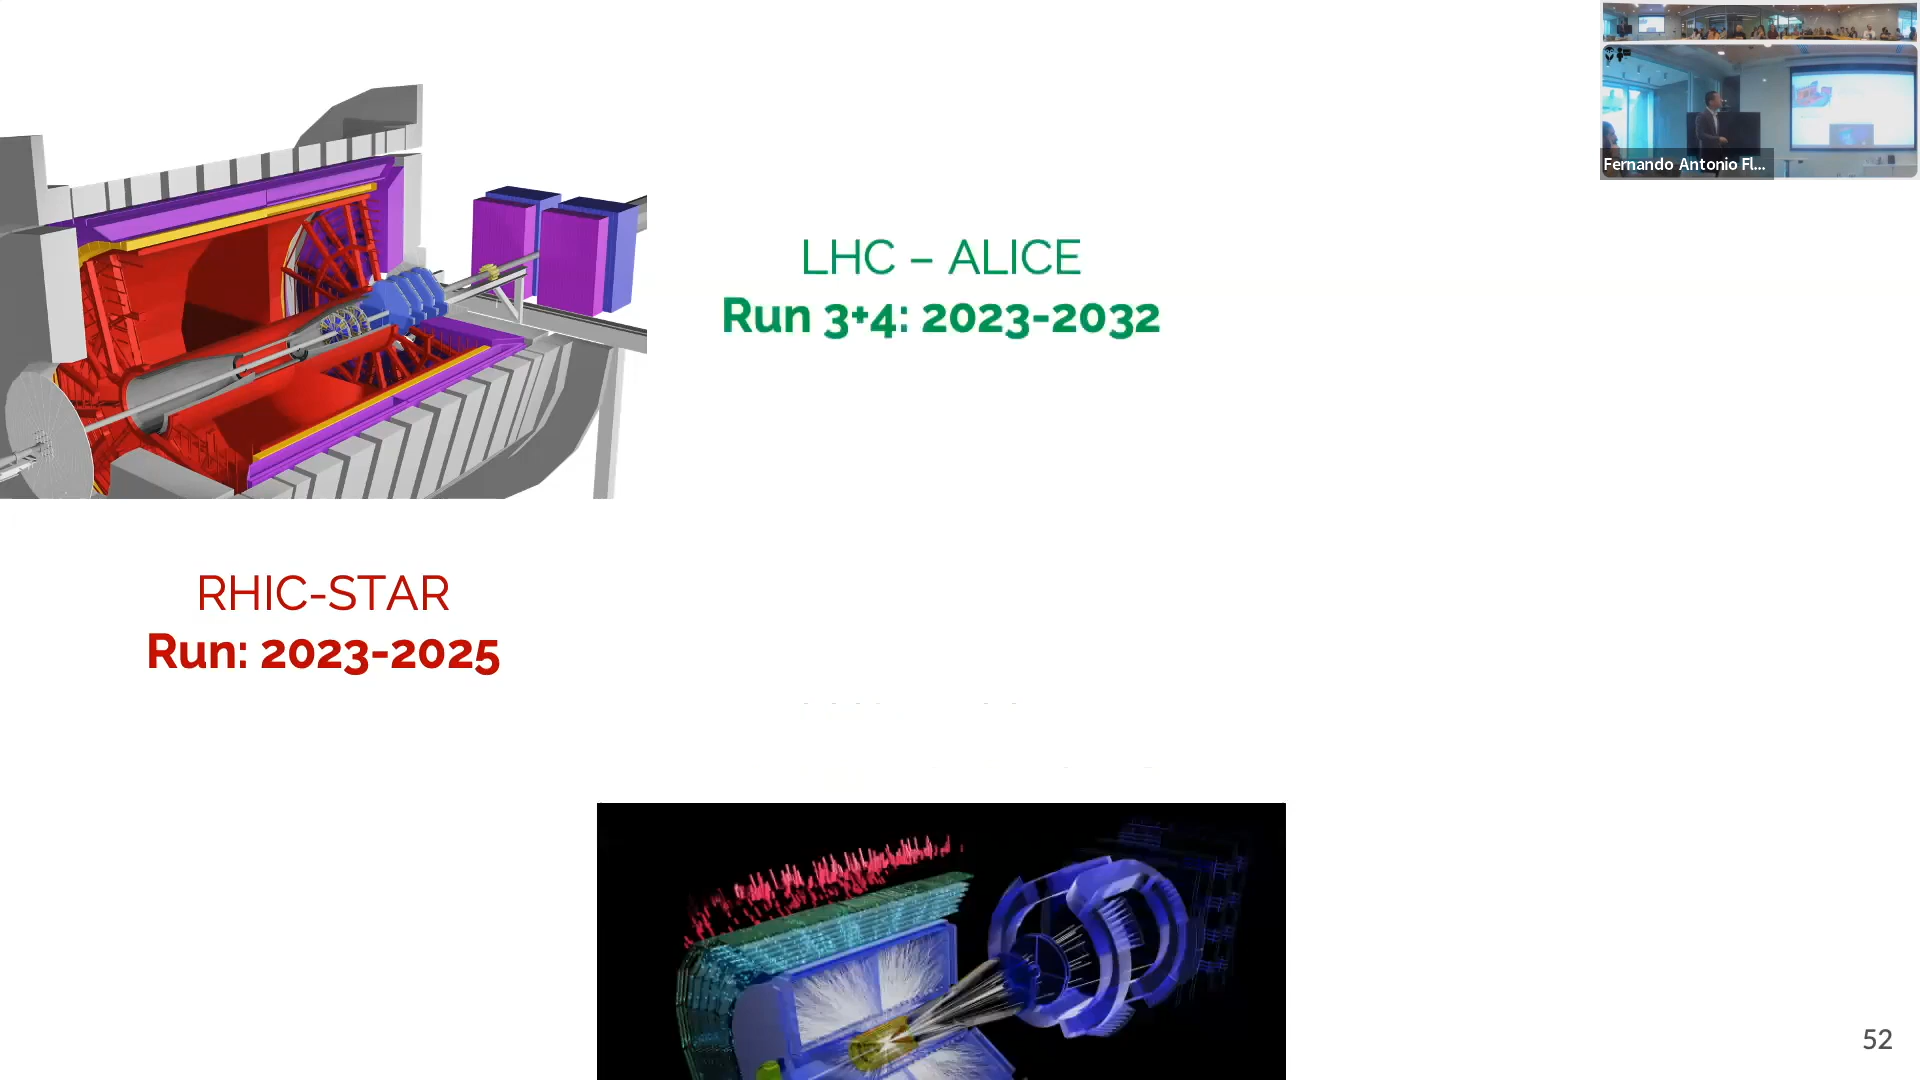 Fernando Antonio Fl...
LHC – ALICE
Run 3+4: 2023-2032
RHIC-STAR
Run: 2023-2025
52